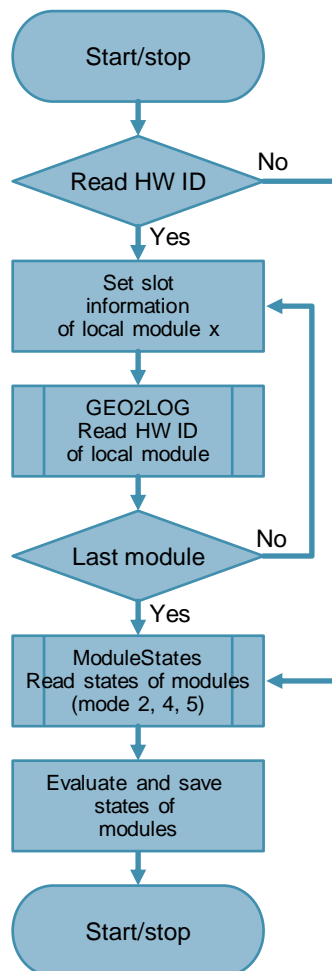 Start/stop
No
Read HW ID
Yes
Set slot
information
of local module x
GEO2LOG
Read HW ID
of local module
No
Last module
Yes
ModuleStates
Read states of modules
(mode 2, 4, 5)
Evaluate and save
states of
modules
Start/stop